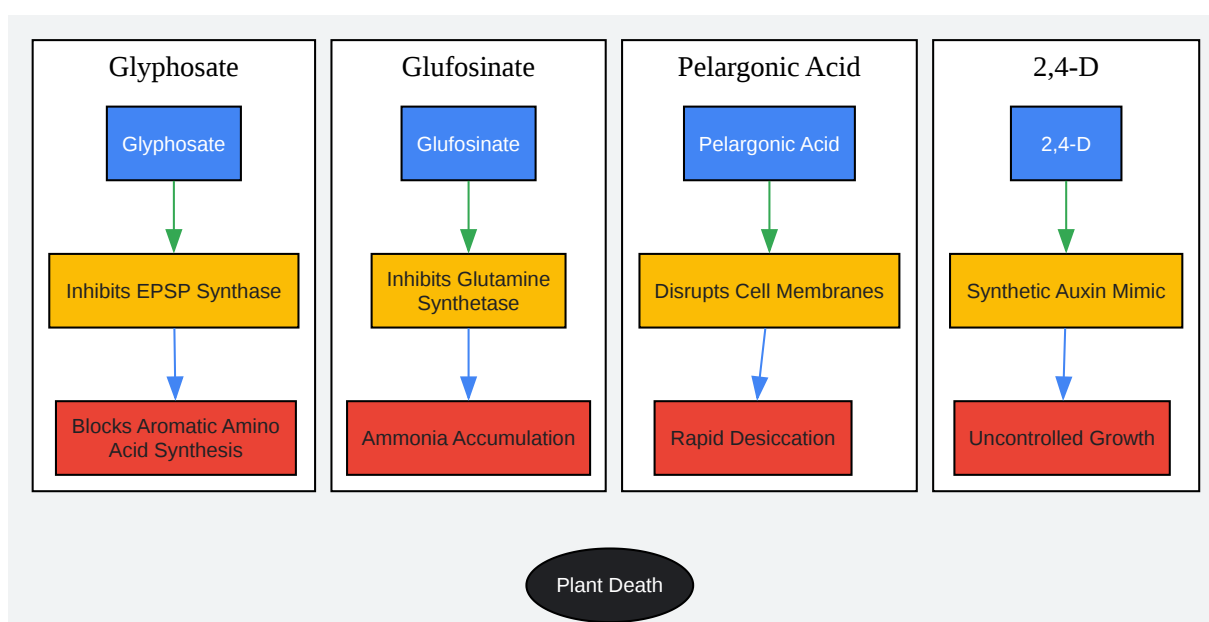 Glyphosate
Glyphosate
Inhibits EPSP Synthase
Blocks Aromatic Amino
Acid Synthesis
Glufosinate
Glufosinate
Inhibits Glutamine
Synthetase
Ammonia Accumulation
Pelargonic Acid
Pelargonic Acid
Disrupts Cell Membranes
Rapid Desiccation
2,4-D
2,4-D
Synthetic Auxin Mimic
Uncontrolled Growth
Plant Death